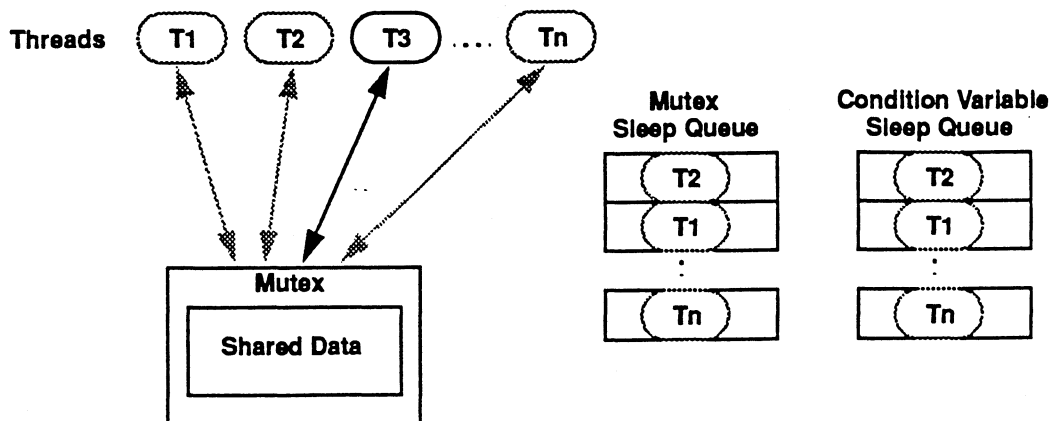 Threads T1 T2 T3 .... Tn
Mutex
Sleep Queue
T2
T1
Tn
Condition Variable
Sleep Queue
T2
T1
Tn
Mutex
Shared Data